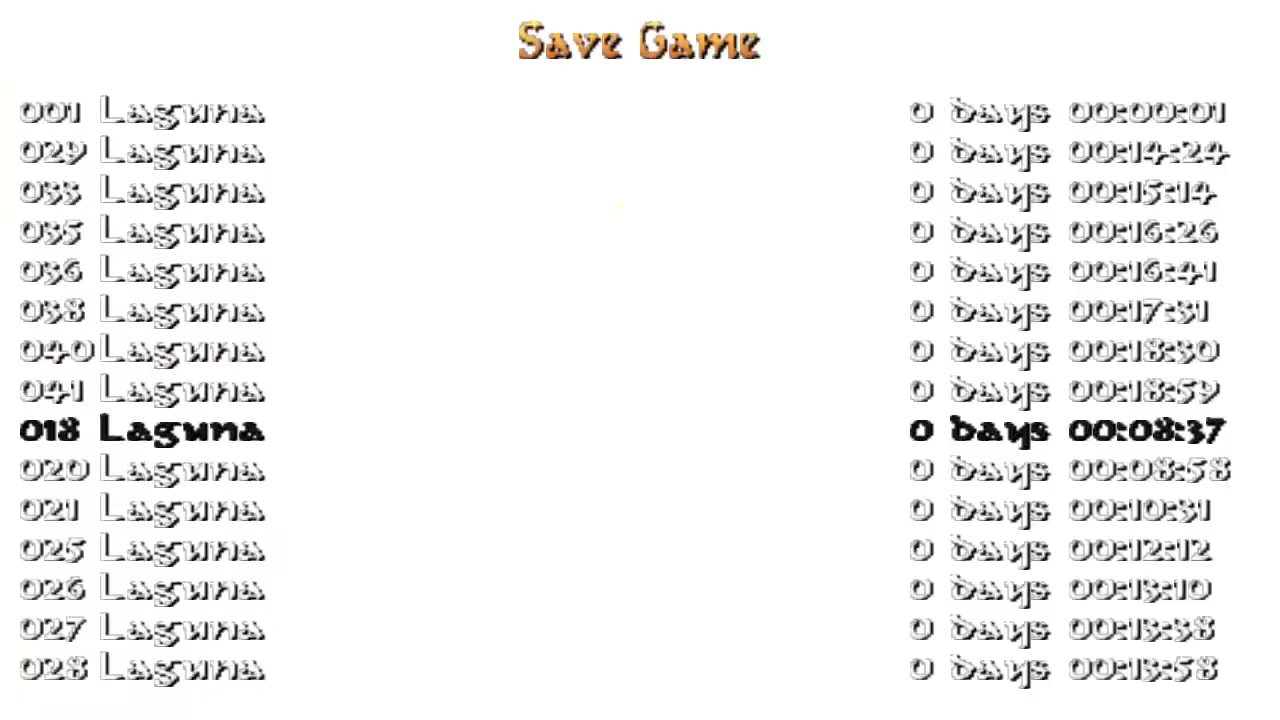 Save Game
001 Laguna 0 days 00:00:01
029 Laguna 0 days 00:14:24
033 Laguna 0 days 00:15:14
035 Laguna 0 days 00:16:26
036 Laguna 0 days 00:16:41
038 Laguna 0 days 00:17:31
040 Laguna 0 days 00:18:30
041 Laguna 0 days 00:18:59
018 Laguna 0 days 00:08:37
020 Laguna 0 days 00:08:58
021 Laguna 0 days 00:10:31
025 Laguna 0 days 00:12:12
026 Laguna 0 days 00:13:10
027 Laguna 0 days 00:13:38
028 Laguna 0 days 00:13:58